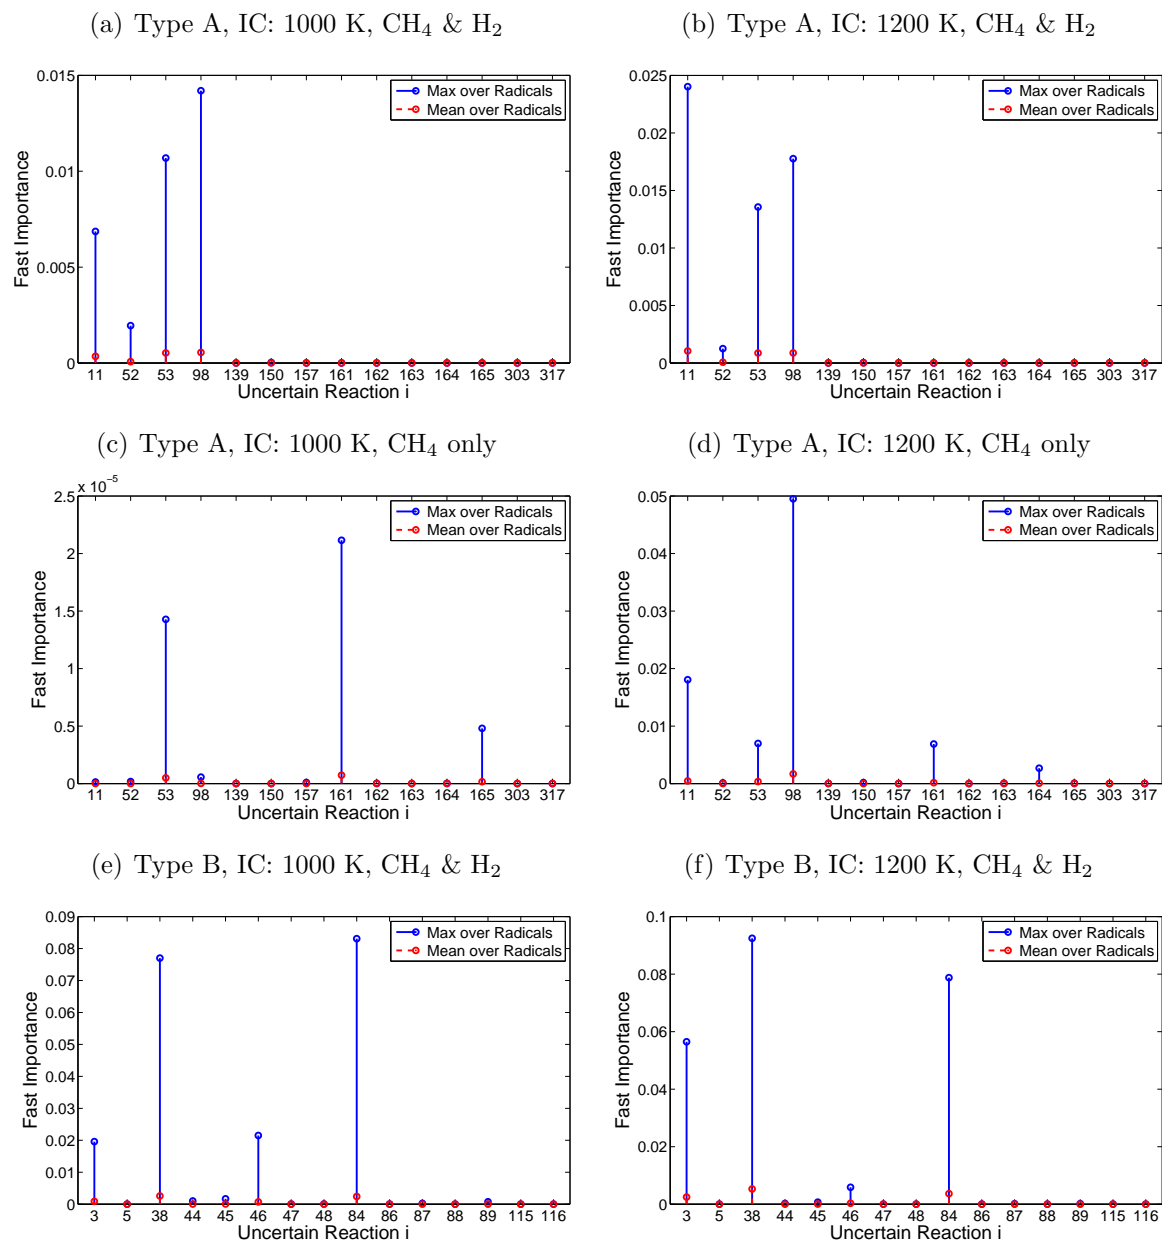 (a) Type A, IC: 1000 K, CH₄ & H₂
0.015
0.01
0.005
0
Fast Importance
Max over Radicals
Mean over Radicals
11 52 53 98 139 150 157 161 162 163 164 165 303 317
Uncertain Reaction i
(b) Type A, IC: 1200 K, CH₄ & H₂
0.025
0.02
0.015
0.01
0.005
0
Fast Importance
Max over Radicals
Mean over Radicals
11 52 53 98 139 150 157 161 162 163 164 165 303 317
Uncertain Reaction i
(c) Type A, IC: 1000 K, CH₄ only
x 10⁻⁵
2.5
2
1.5
1
0.5
0
Fast Importance
Max over Radicals
Mean over Radicals
11 52 53 98 139 150 157 161 162 163 164 165 303 317
Uncertain Reaction i
(d) Type A, IC: 1200 K, CH₄ only
0.05
0.04
0.03
0.02
0.01
0
Fast Importance
Max over Radicals
Mean over Radicals
11 52 53 98 139 150 157 161 162 163 164 165 303 317
Uncertain Reaction i
(e) Type B, IC: 1000 K, CH₄ & H₂
0.09
0.08
0.07
0.06
0.05
0.04
0.03
0.02
0.01
0
Fast Importance
Max over Radicals
Mean over Radicals
3 5 38 44 45 46 47 48 84 86 87 88 89 115 116
Uncertain Reaction i
(f) Type B, IC: 1200 K, CH₄ & H₂
0.1
0.08
0.06
0.04
0.02
0
Fast Importance
Max over Radicals
Mean over Radicals
3 5 38 44 45 46 47 48 84 86 87 88 89 115 116
Uncertain Reaction i